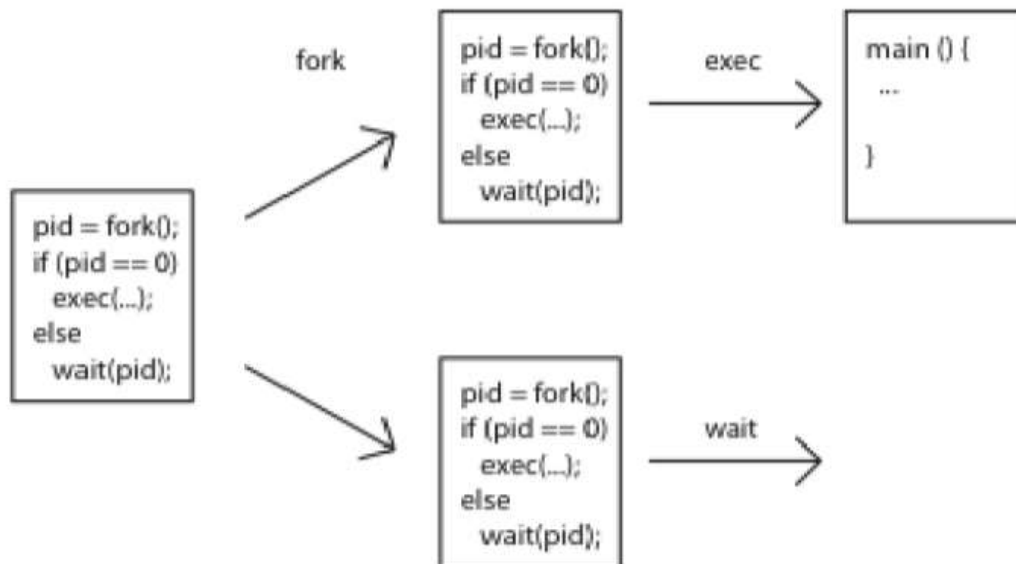 fork
pid = fork();
if (pid == 0)
exec(...);
else
wait(pid);
exec
main () {
...
}
pid = fork();
if (pid == 0)
exec(...);
else
wait(pid);
pid = fork();
if (pid == 0)
exec(...);
else
wait(pid);
wait